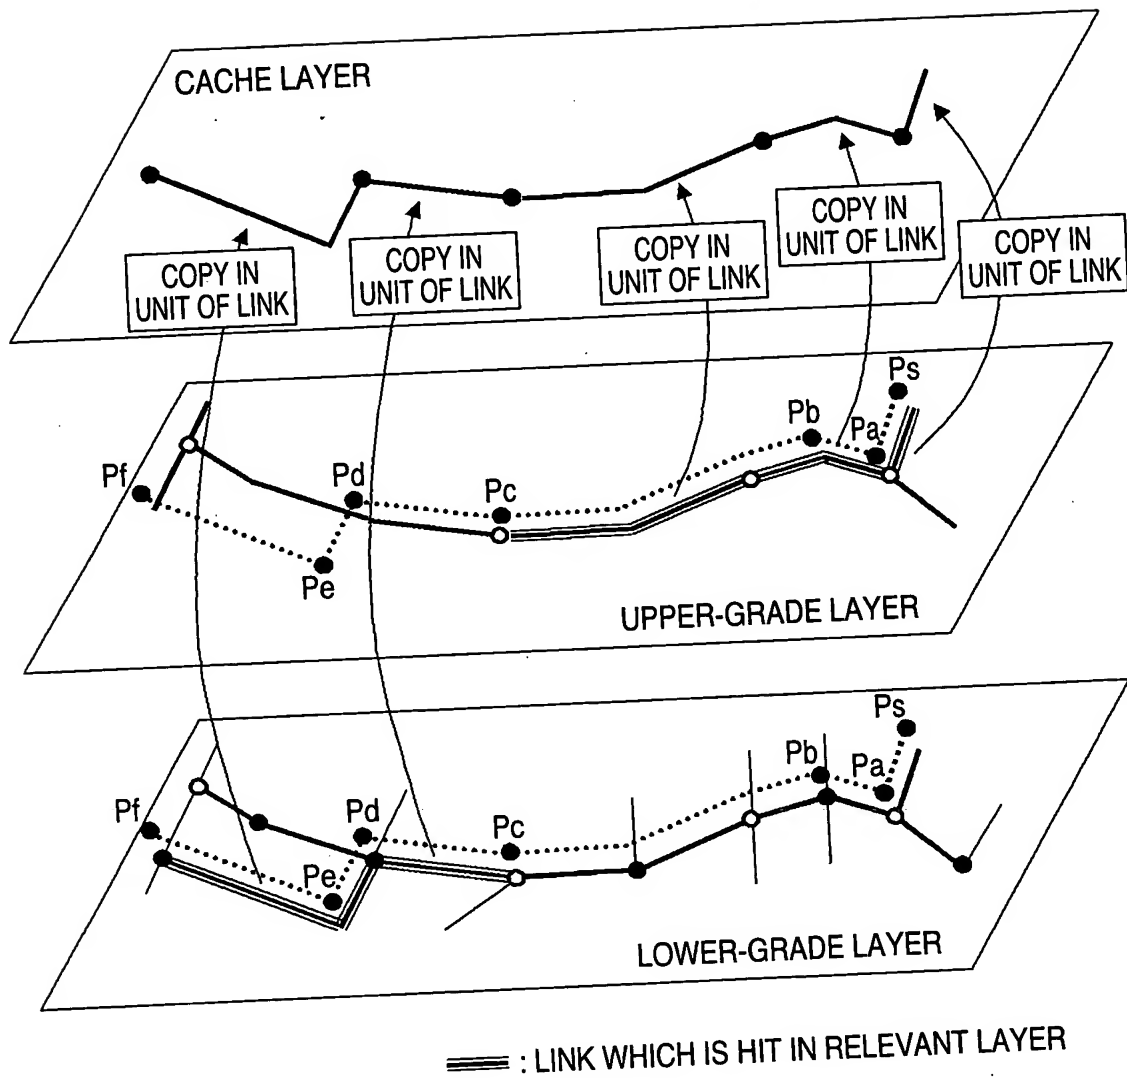 CACHE LAYER
COPY IN
UNIT OF LINK
COPY IN
UNIT OF LINK
COPY IN
UNIT OF LINK
COPY IN
UNIT OF LINK
COPY IN
UNIT OF LINK
Ps
Pb
Pa
Pf
Pd
Pc
Pe
UPPER-GRADE LAYER
Ps
Pb
Pa
Pf
Pd
Pc
Pe
LOWER-GRADE LAYER
: LINK WHICH IS HIT IN RELEVANT LAYER